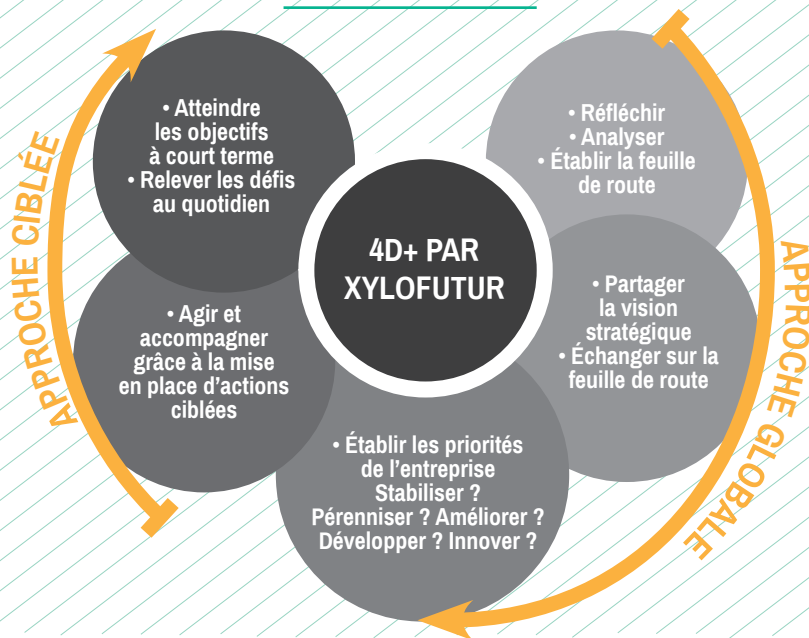 4D+ PAR
XYLOFUTUR
• Réfléchir
• Analyser
• Établir la feuille
de route
• Partager
la vision
stratégique
• Échanger sur la
feuille de route
APPROCHE GLOBALE
• Établir les priorités
de l'entreprise
Stabiliser ?
Pérenniser ? Améliorer ?
Développer ? Innover ?
• Agir et
accompagner
grâce à la mise
en place d'actions
ciblées
• Atteindre
les objectifs
à court terme
• Relever les défis
au quotidien
APPROCHE CIBLÉE